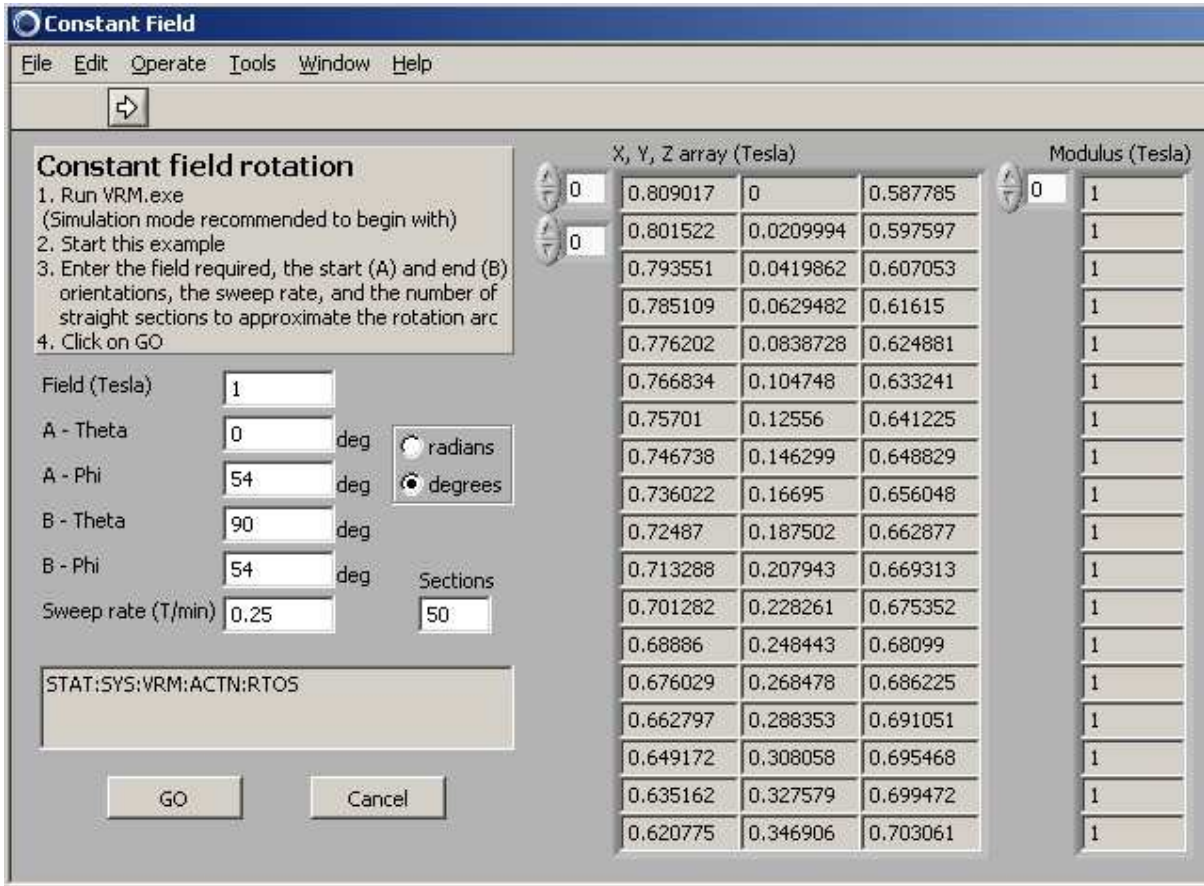 Constant Field
File Edit Operate Tools Window Help
Constant field rotation
1. Run VRM.exe
(Simulation mode recommended to begin with)
2. Start this example
3. Enter the field required, the start (A) and end (B)
orientations, the sweep rate, and the number of
straight sections to approximate the rotation arc
4. Click on GO
Field (Tesla) 1
A - Theta 0 deg
A - Phi 54 deg
radians
degrees
B - Theta 90 deg
B - Phi 54 deg
Sections
Sweep rate (T/min) 0.25 50
STAT:SYS:VRM:ACTN:RTOS
GO Cancel
X, Y, Z array (Tesla) Modulus (Tesla)
0 0.809017 0 0.587785 0 1
0 0.801522 0.0209994 0.597597 1
0.793551 0.0419862 0.607053 1
0.785109 0.0629482 0.61615 1
0.776202 0.0838728 0.624881 1
0.766834 0.104748 0.633241 1
0.75701 0.12556 0.641225 1
0.746738 0.146299 0.648829 1
0.736022 0.16695 0.656048 1
0.72487 0.187502 0.662877 1
0.713288 0.207943 0.669313 1
0.701282 0.228261 0.675352 1
0.68886 0.248443 0.68099 1
0.676029 0.268478 0.686225 1
0.662797 0.288353 0.691051 1
0.649172 0.308058 0.695468 1
0.635162 0.327579 0.699472 1
0.620775 0.346906 0.703061 1